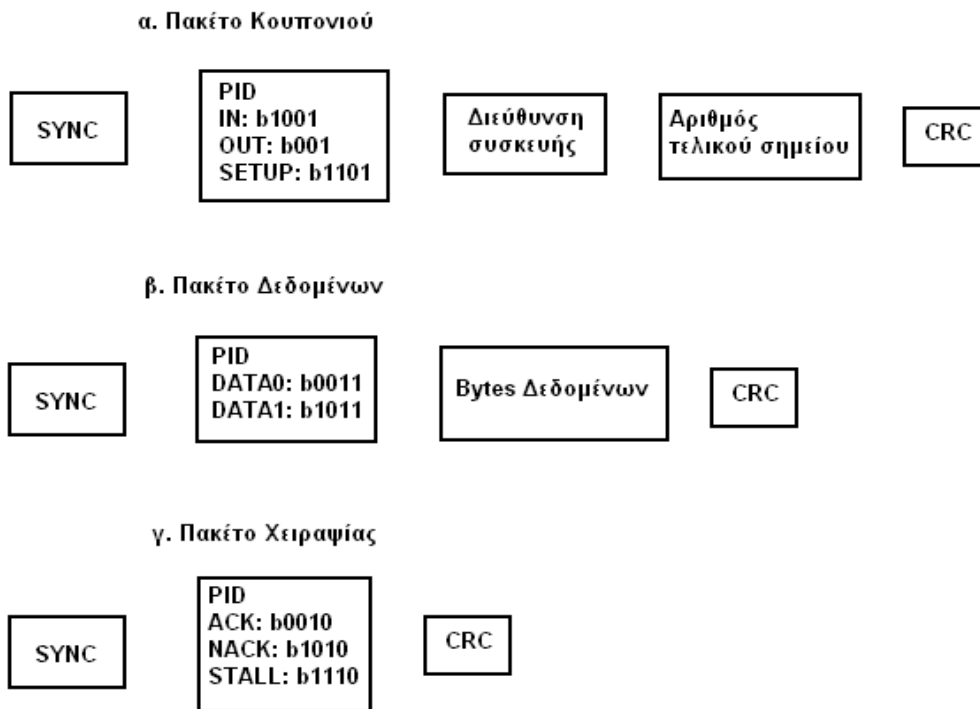 α. Πακέτο Κουπονιού
SYNC
PID
IN: b1001
OUT: b001
SETUP: b1101
Διεύθυνση
συσκευής
Αριθμός
τελικού σημείου
CRC
β. Πακέτο Δεδομένων
SYNC
PID
DATA0: b0011
DATA1: b1011
Bytes Δεδομένων
CRC
γ. Πακέτο Χειραψίας
SYNC
PID
ACK: b0010
NACK: b1010
STALL: b1110
CRC